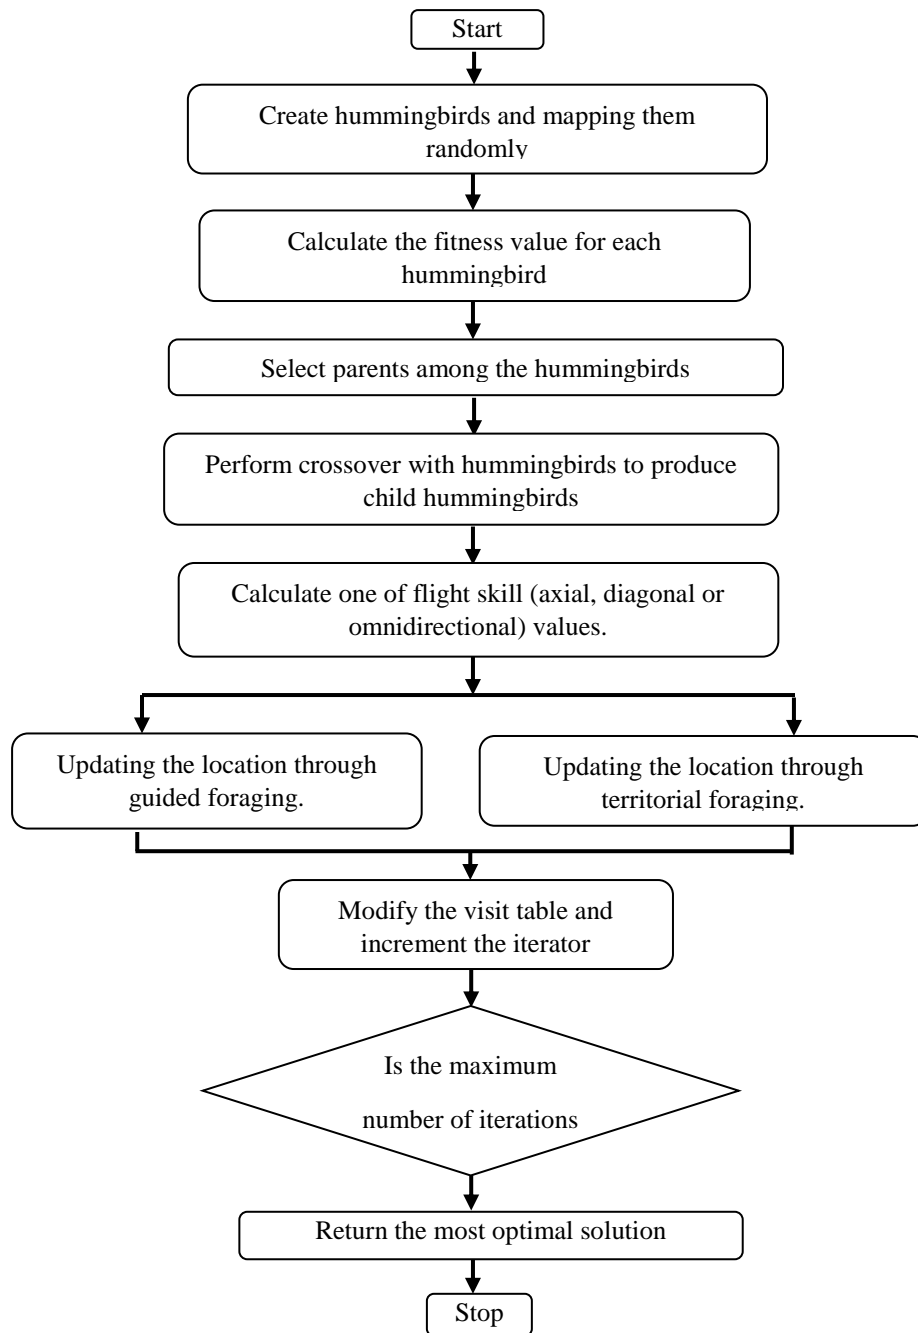 Start
Create hummingbirds and mapping them
randomly
Calculate the fitness value for each
hummingbird
Select parents among the hummingbirds
Perform crossover with hummingbirds to produce
child hummingbirds
Calculate one of flight skill (axial, diagonal or
omnidirectional) values.
Updating the location through
guided foraging.
Updating the location through
territorial foraging.
Modify the visit table and
increment the iterator
Is the maximum
number of iterations
Return the most optimal solution
Stop